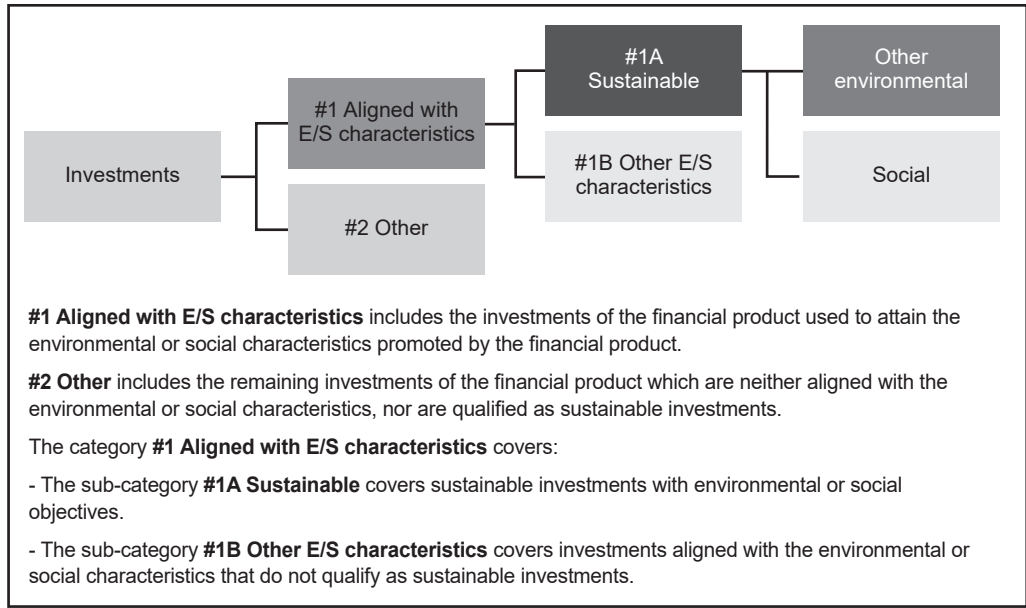 #1A
Sustainable
Other
environmental
#1 Aligned with
E/S characteristics
Investments
#1B Other E/S
characteristics
Social
#2 Other
#1 Aligned with E/S characteristics includes the investments of the financial product used to attain the
environmental or social characteristics promoted by the financial product.
#2 Other includes the remaining investments of the financial product which are neither aligned with the
environmental or social characteristics, nor are qualified as sustainable investments.
The category #1 Aligned with E/S characteristics covers:
- The sub-category #1A Sustainable covers sustainable investments with environmental or social
objectives.
- The sub-category #1B Other E/S characteristics covers investments aligned with the environmental or
social characteristics that do not qualify as sustainable investments.